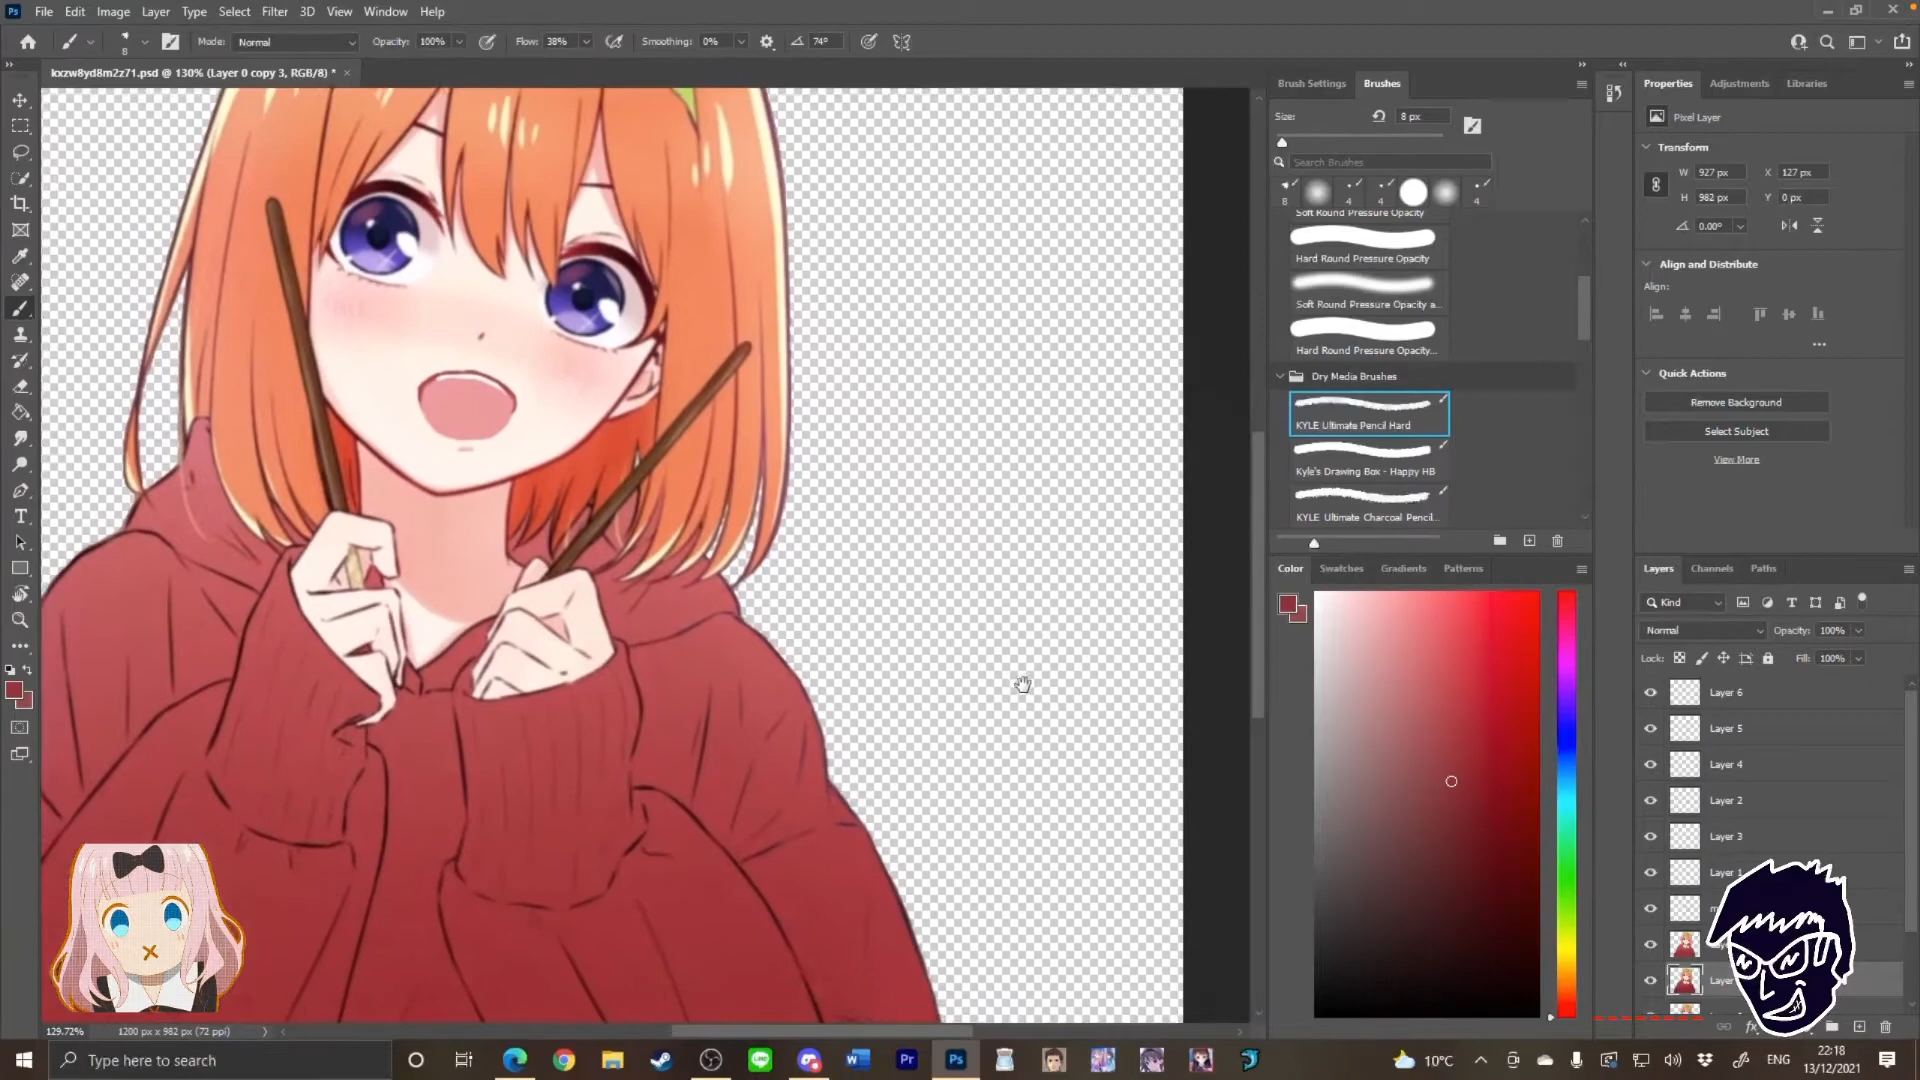 Ps File Edit Image Layer Type Select Filter 3D View Window Help
8 Mode: Normal Opacity: 100% Flow: 38% Smoothing: 0% 74°
kxzw8yd8m2z71.psd @ 130% (Layer 0 copy 3, RGB/8) *
Brush Settings Brushes
Size: 8 px
Search Brushes
8 4 4 4
Soft Round Pressure Opacity
Hard Round Pressure Opacity
Soft Round Pressure Opacity a...
Hard Round Pressure Opacity...
Dry Media Brushes
KYLE Ultimate Pencil Hard
Kyle's Drawing Box - Happy HB
KYLE Ultimate Charcoal Pencil...
Color Swatches Gradients Patterns
Properties Adjustments Libraries
Pixel Layer
Transform
W 927 px X 127 px
H 982 px Y 0 px
0.00°
Align and Distribute
Align:
Quick Actions
Remove Background
Select Subject
View More
Layers Channels Paths
Kind
Normal Opacity: 100%
Lock: Fill: 100%
Layer 6
Layer 5
Layer 4
Layer 2
Layer 3
Layer 1
129.72% 1200 px x 982 px (72 ppi)
Type here to search
LINE
Pr
Ps
10°C
ENG
22:18
13/12/2021